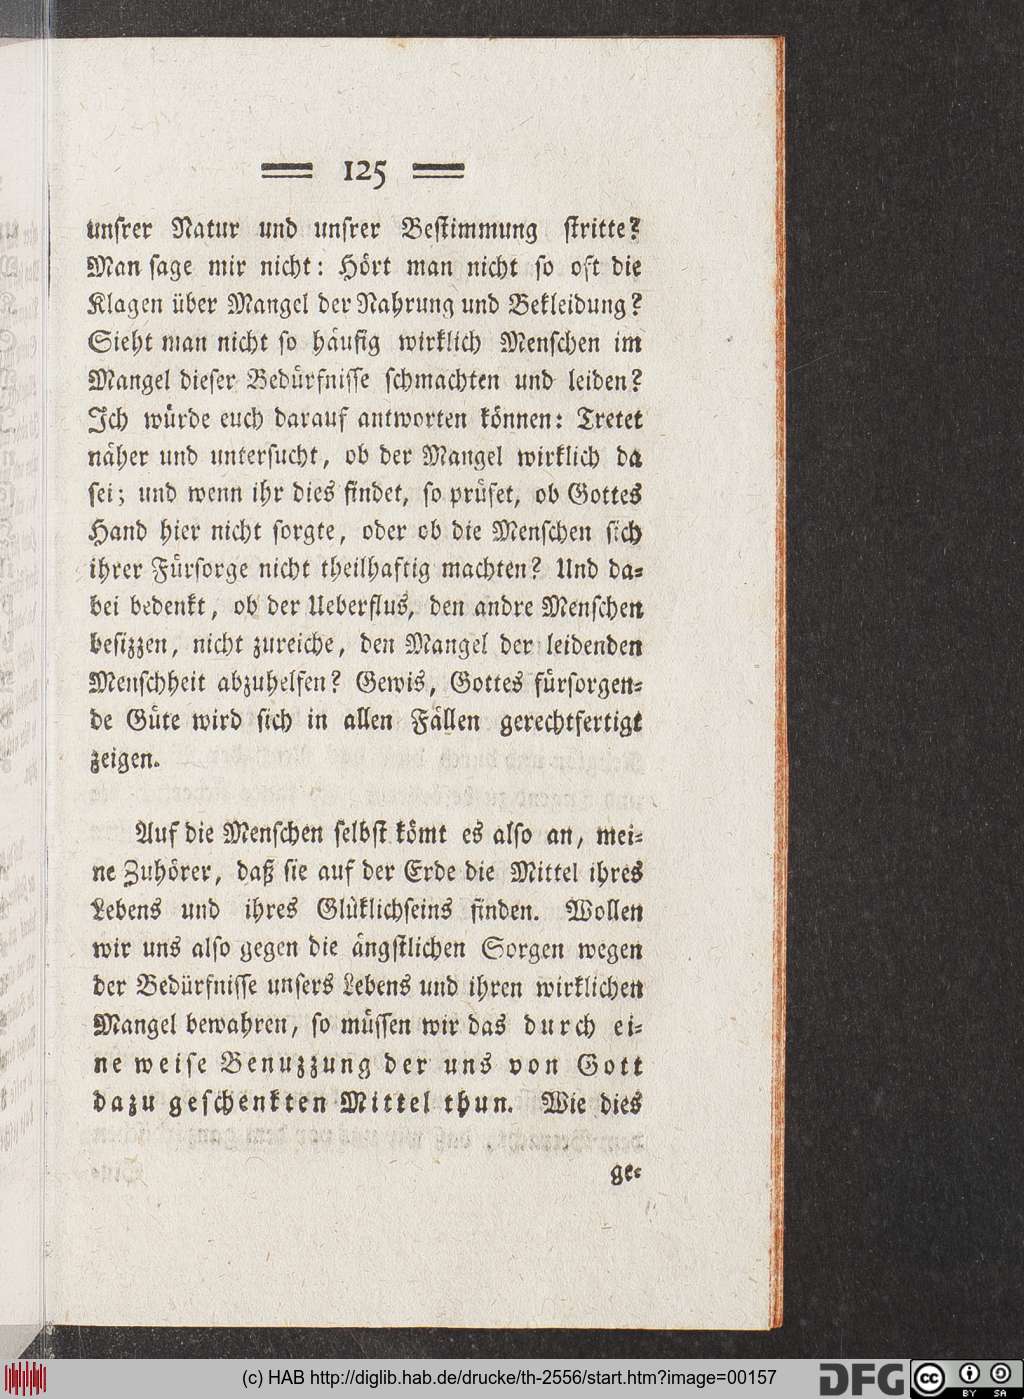 125
unsrer Natur und unsrer Bestimmung stritte?
Man sage mir nicht: Hört man nicht so oft die
Klagen über Mangel der Nahrung und Bekleidung?
Sieht man nicht so häufig wirklich Menschen im
Mangel dieser Bedürfnisse schmachten und leiden?
Ich würde euch darauf antworten können: Tretet
näher und untersucht, ob der Mangel wirklich da
sei; und wenn ihr dies findet, so prüfet, ob Gottes
Hand hier nicht sorgte, oder ob die Menschen sich
ihrer Fürsorge nicht theilhaftig machten? Und da-
bei bedenkt, ob der Ueberflus, den andre Menschen
besizzen, nicht zureiche, den Mangel der leidenden
Menschheit abzuhelfen? Gewis, Gottes fürsorgen-
de Güte wird sich in allen Fällen gerechtfertigt
zeigen.
Auf die Menschen selbst kömt es also an, mei-
ne Zuhörer, daß sie auf der Erde die Mittel ihres
Lebens und ihres Glüklichseins finden. Wollen
wir uns also gegen die ängstlichen Sorgen wegen
der Bedürfnisse unsers Lebens und ihren wirklichen
Mangel bewahren, so müssen wir das durch ei-
ne weise Benuzzung der uns von Gott
dazu geschenkten Mittel thun. Wie dies
ge-
(c) HAB http://diglib.hab.de/drucke/th-2556/start.htm?image=00157
DFG
cc
BY SA